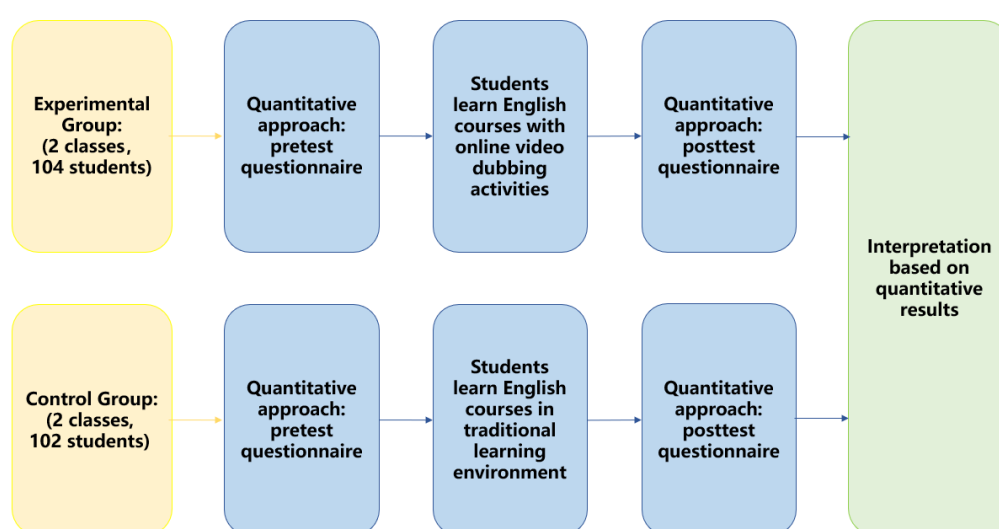 Experimental
Group:
(2 classes,
104 students)
Quantitative
approach:
pretest
questionnaire
Students
learn English
courses with
online video
dubbing
activities
Quantitative
approach:
posttest
questionnaire
Interpretation
based on
quantitative
results
Control Group:
(2 classes,
102 students)
Quantitative
approach:
pretest
questionnaire
Students
learn English
courses in
traditional
learning
environment
Quantitative
approach:
posttest
questionnaire